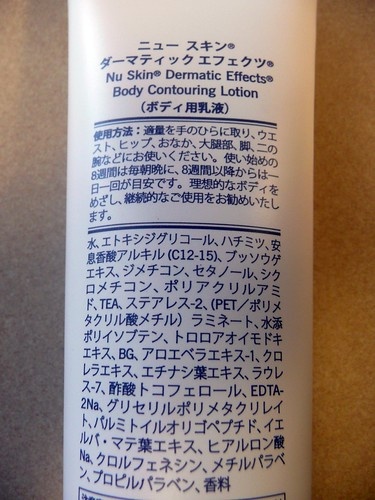 ニュー スキン®
ダーマティック エフェクツ®
Nu Skin® Dermatic Effects®
Body Contouring Lotion
(ボディ用乳液)
使用方法：適量を手のひらに取り、ウエ
スト、ヒップ、おなか、大腿部、脚、二の
腕などにお使いください。使い始めの
8週間は毎朝晩に、8週間以降からは一
日一回が目安です。理想的なボディを
めざし、継続的なご使用をお勧めいたし
ます。
水、エトキシジグリコール、ハチミツ、安
息香酸アルキル(C12-15)、ブッソウゲ
エキス、ジメチコン、セタノール、シク
ロメチコン、ポリアクリルアミ
ド、TEA、ステアレス-2、(PET/ポリメ
タクリル酸メチル)ラミネート、水添
ポリイソブテン、トロロアオイモドキ
エキス、BG、アロエベラエキス-1、クロ
レラエキス、エチナシ葉エキス、ラウレ
ス-7、酢酸トコフェロール、EDTA-
2Na、グリセリルポリメタクリレイ
ト、パルミトイルオリゴペプチド、イエ
ルバ・マテ葉エキス、ヒアルロン酸
Na、クロルフェネシン、メチルパラベ
ン、プロピルパラベン、香料